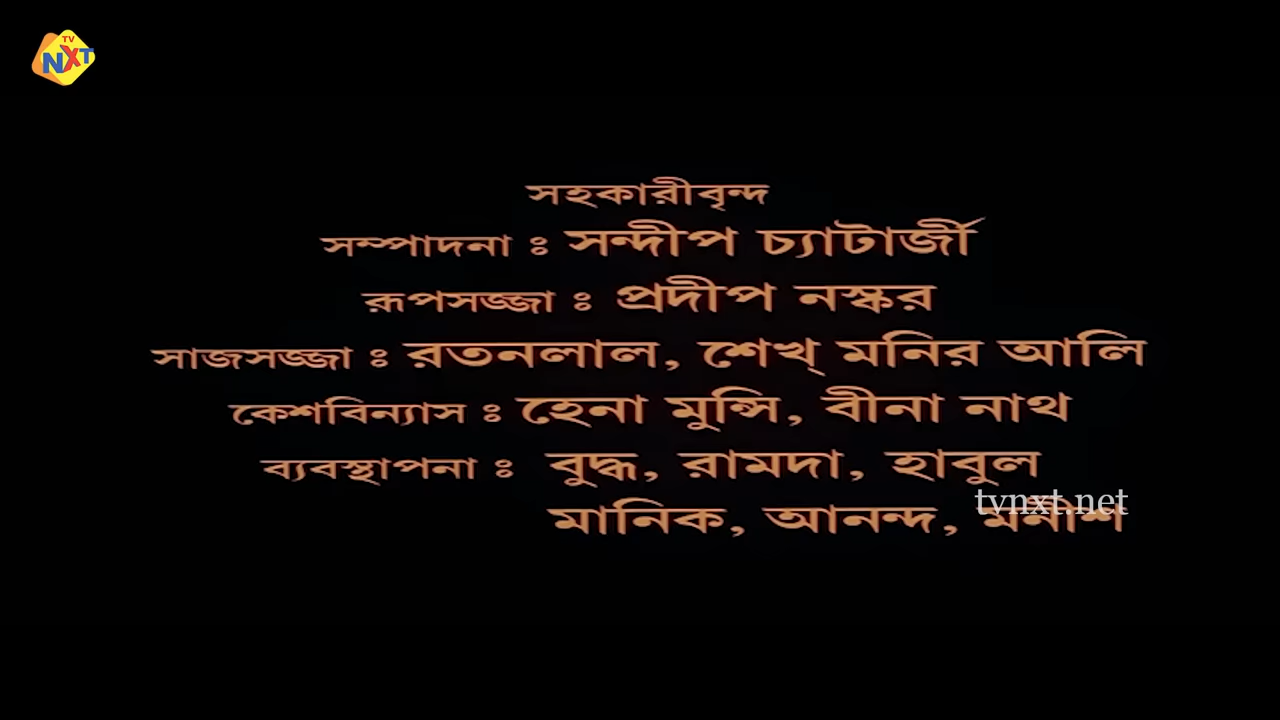 TV
NXT
সহকারীবৃন্দ
সম্পাদনা ঃ সন্দীপ চ্যাটার্জী
রূপসজ্জা ঃ প্রদীপ নস্কর
সাজসজ্জা ঃ রতনলাল, শেখ্ মনির আলি
কেশবিন্যাস ঃ হেনা মুন্সি, বীনা নাথ
ব্যবস্থাপনা ঃ বুদ্ধ, রামদা, হাবুল
tvnxt.net
মানিক, আনন্দ, মনীশ